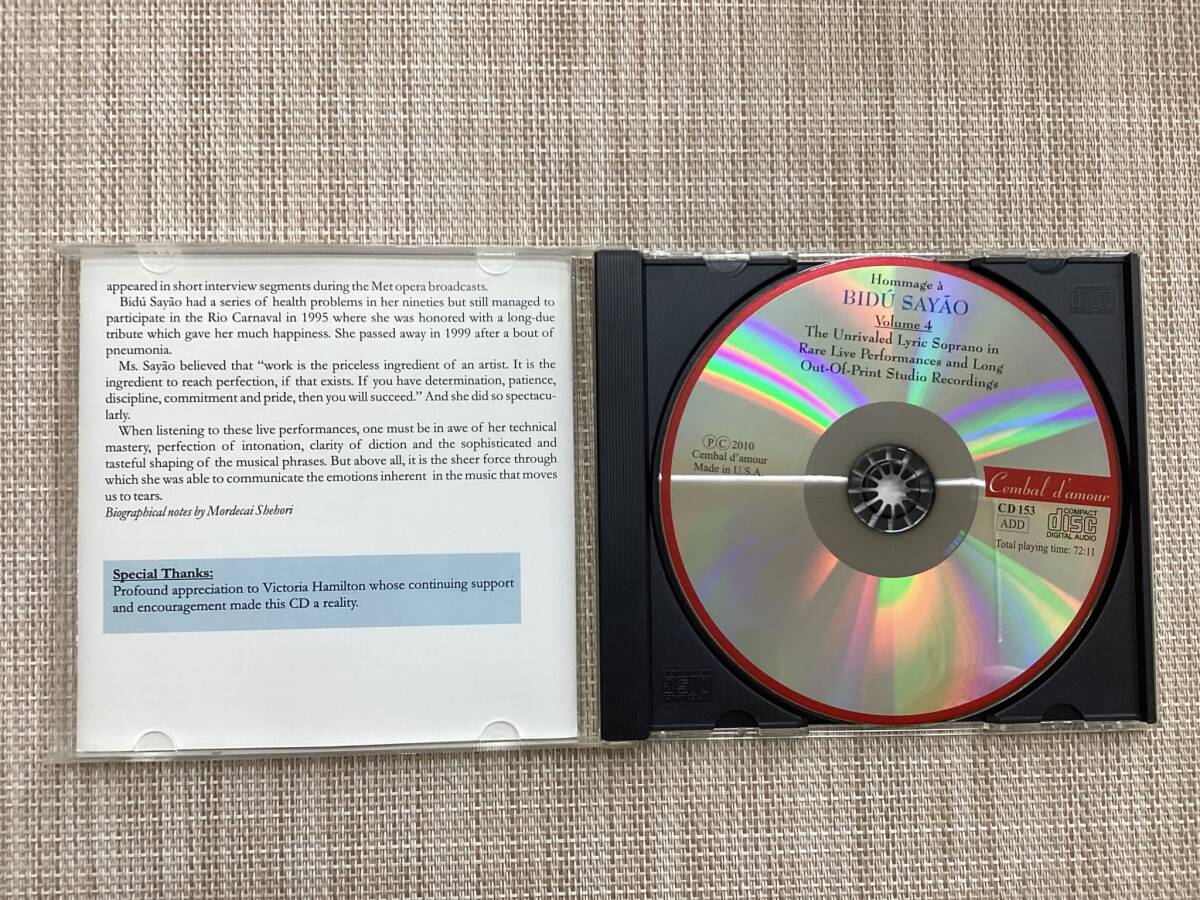 appeared in short interview segments during the Met opera broadcasts.
Bidú Sayão had a series of health problems in her nineties but still managed to
participate in the Rio Carnaval in 1995 where she was honored with a long-due
tribute which gave her much happiness. She passed away in 1999 after a bout of
pneumonia.
Ms. Sayão believed that “work is the priceless ingredient of an artist. It is the
ingredient to reach perfection, if that exists. If you have determination, patience,
discipline, commitment and pride, then you will succeed.” And she did so spectacu-
larly.
When listening to these live performances, one must be in awe of her technical
mastery, perfection of intonation, clarity of diction and the sophisticated and
tasteful shaping of the musical phrases. But above all, it is the sheer force through
which she was able to communicate the emotions inherent in the music that moves
us to tears.
Biographical notes by Mordecai Shehori
Special Thanks:
Profound appreciation to Victoria Hamilton whose continuing support
and encouragement made this CD a reality.
Hommage à
BIDÚ SAYÃO
Volume 4
The Unrivaled Lyric Soprano in
Rare Live Performances and Long
Out-Of-Print Studio Recordings
Ⓟ Ⓒ 2010
Cembal d’amour
Made in U.S.A.
Cembal d’amour
CD 153
ADD
COMPACT
disc
DIGITAL AUDIO
Total playing time: 72:11
disc